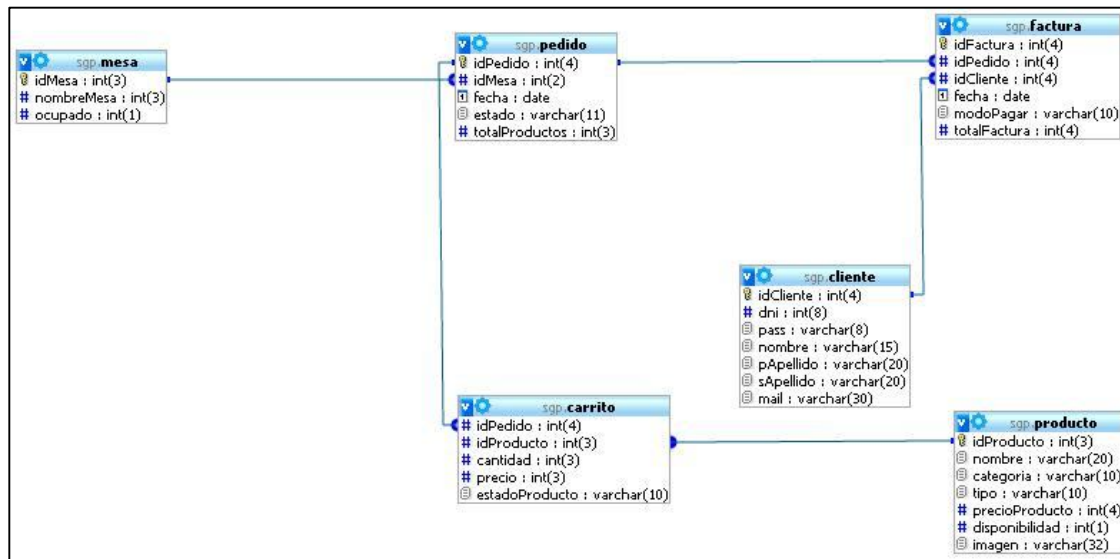 sgp.mesa
idMesa : int(3)
# nombreMesa : int(3)
# ocupado : int(1)
sgp.pedido
idPedido : int(4)
# idMesa : int(2)
fecha : date
estado : varchar(11)
# totalProductos : int(3)
sgp.factura
idFactura : int(4)
# idPedido : int(4)
# idCliente : int(4)
fecha : date
modoPagar : varchar(10)
# totalFactura : int(4)
sgp.cliente
idCliente : int(4)
# dni : int(8)
pass : varchar(8)
nombre : varchar(15)
pApellido : varchar(20)
sApellido : varchar(20)
mail : varchar(30)
sgp.carrito
# idPedido : int(4)
# idProducto : int(3)
# cantidad : int(3)
# precio : int(3)
estadoProducto : varchar(10)
sgp.producto
idProducto : int(3)
nombre : varchar(20)
categoria : varchar(10)
tipo : varchar(10)
# precioProducto : int(4)
# disponibilidad : int(1)
imagen : varchar(32)